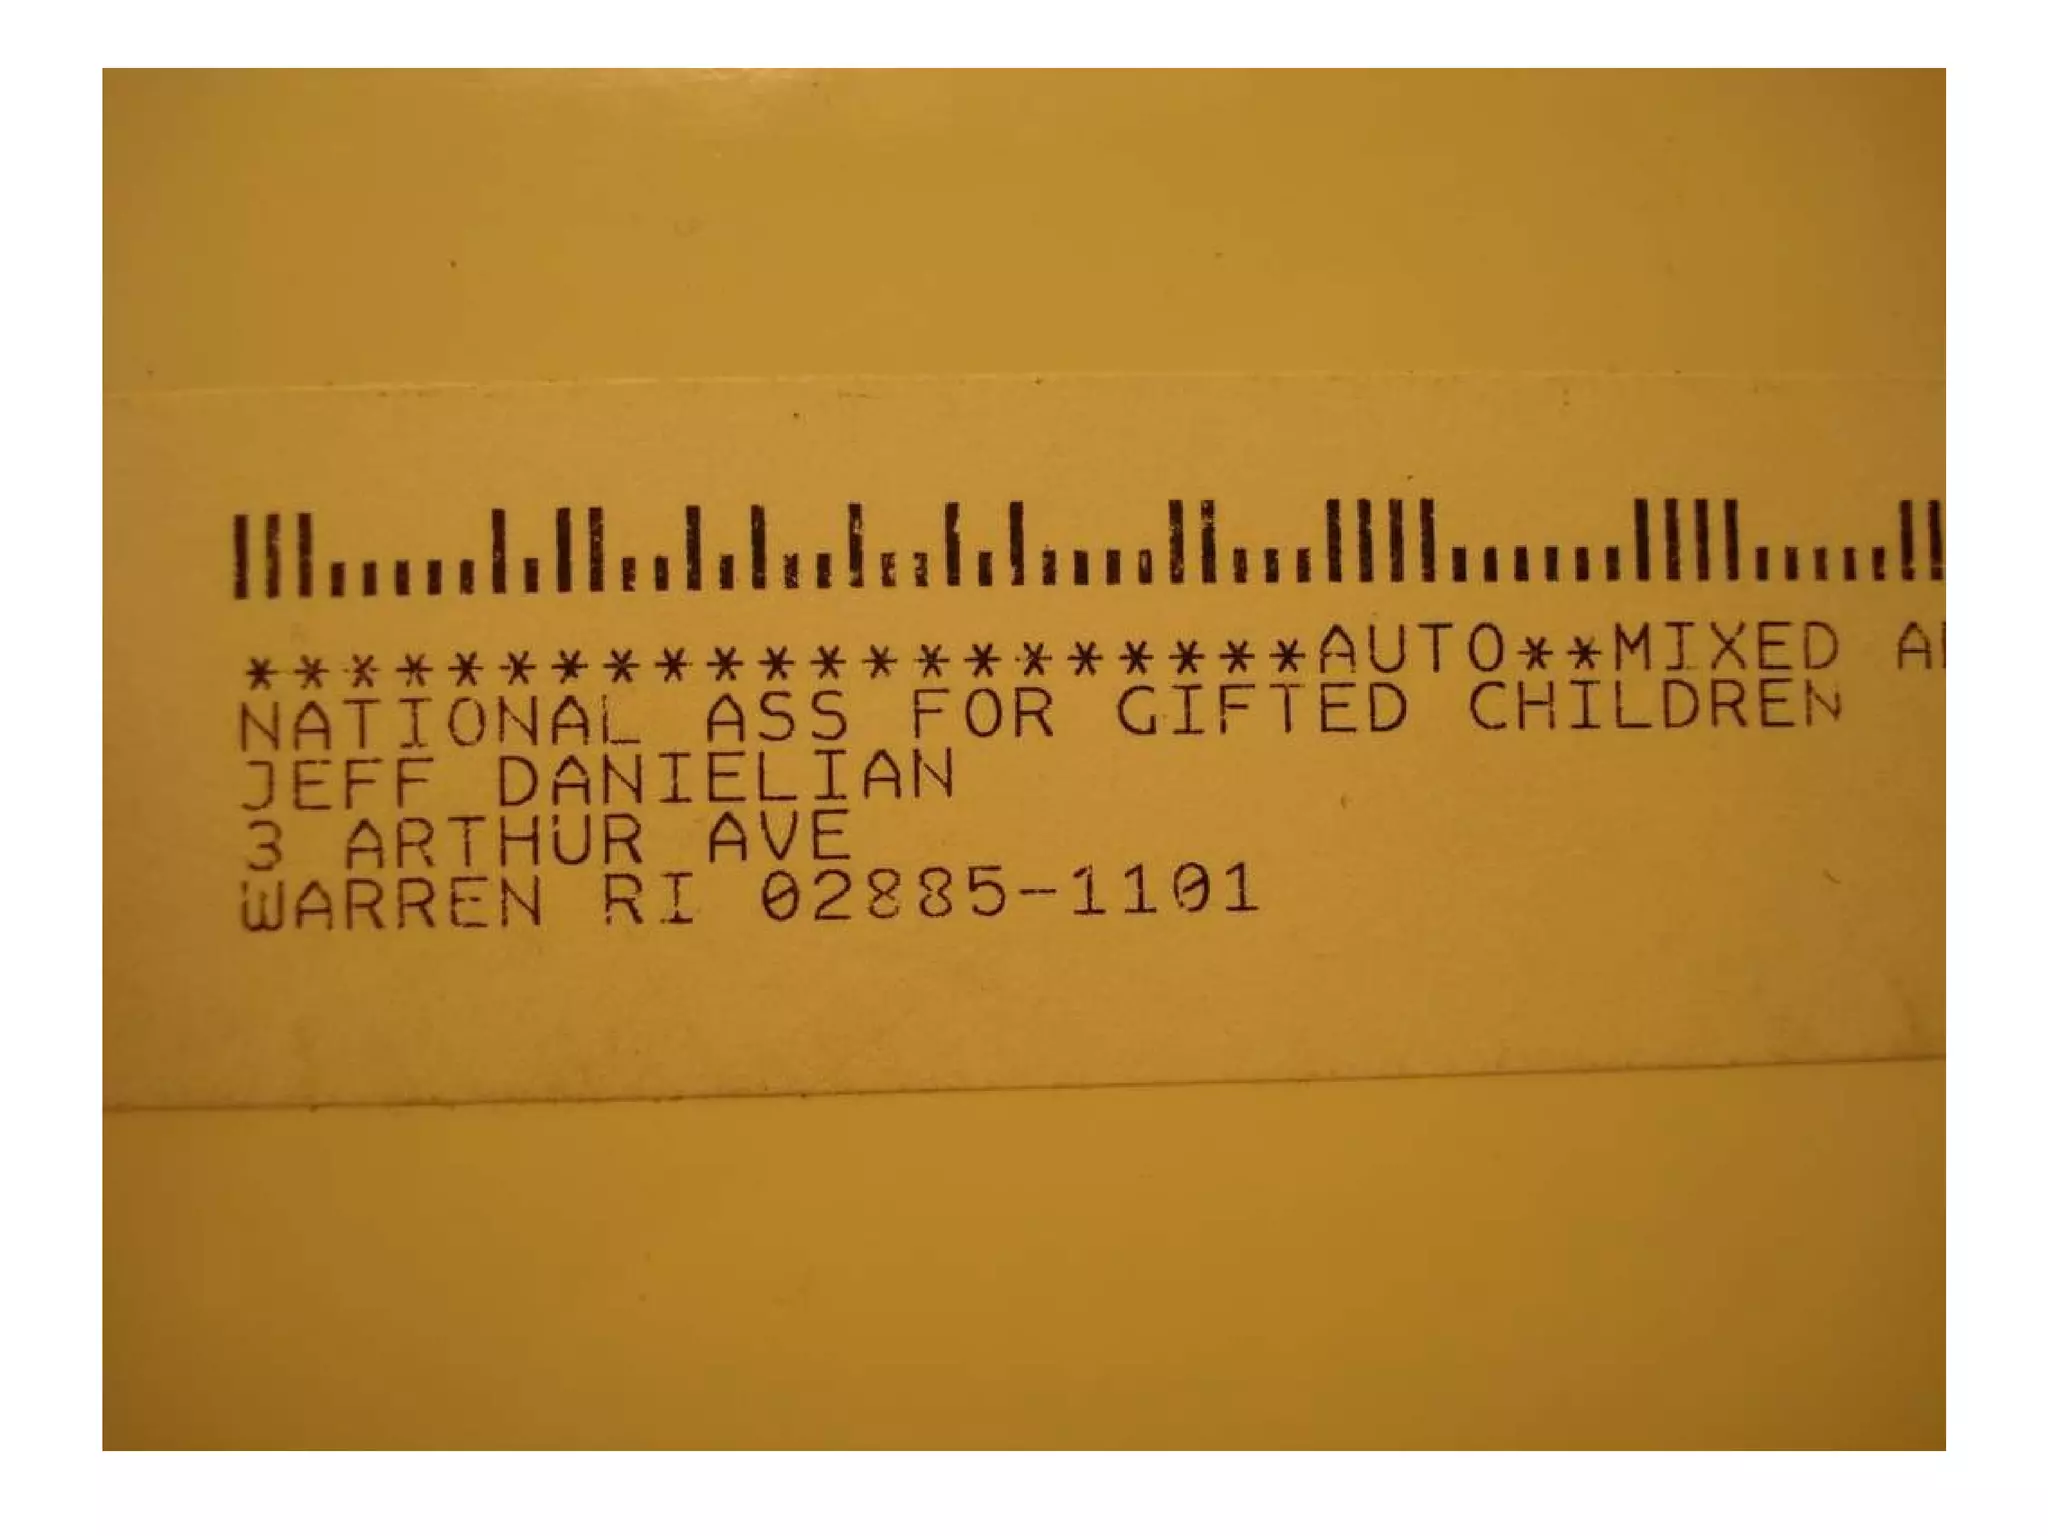 *********************AUTO**MIXED
NATIONAL ASS FOR GIFTED CHILDREN
JEFF DANIELIAN
3 ARTHUR AVE
WARREN RI 02885-1101